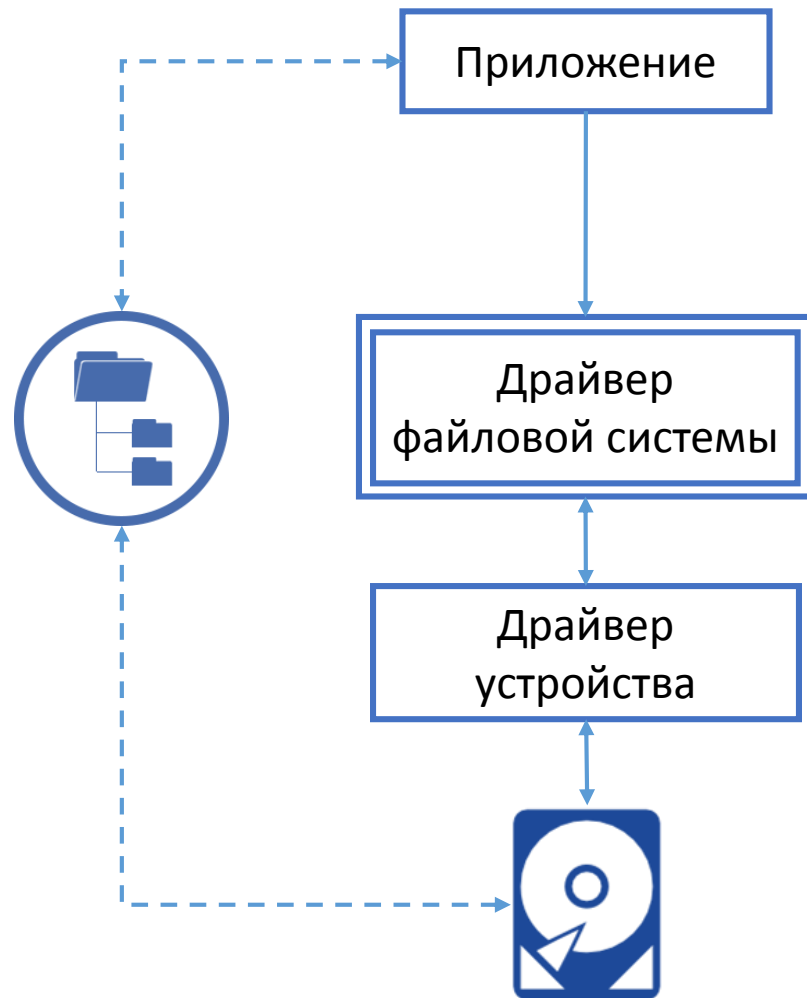 Приложение
Драйвер
файловой системы
Драйвер
устройства